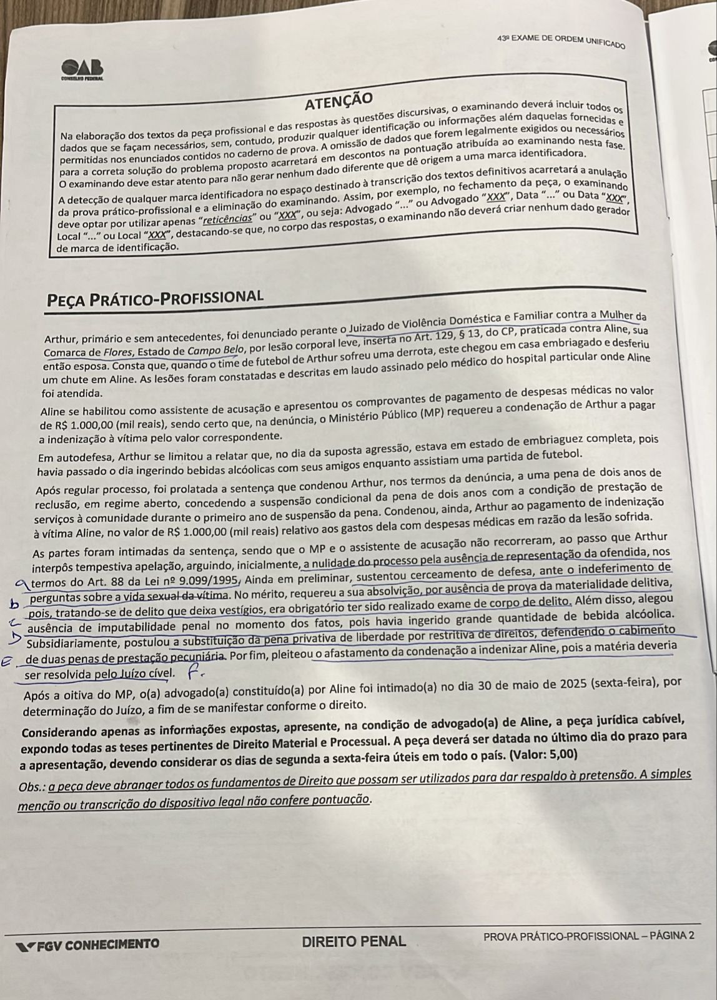 43º EXAME DE ORDEM UNIFICADO
OAB
CONSELHO FEDERAL
ATENÇÃO
Na elaboração dos textos da peça profissional e das respostas às questões discursivas, o examinando deverá incluir todos os
dados que se façam necessários, sem, contudo, produzir qualquer identificação ou informações além daquelas fornecidas e
permitidas nos enunciados contidos no caderno de prova. A omissão de dados que forem legalmente exigidos ou necessários
para a correta solução do problema proposto acarretará em descontos na pontuação atribuída ao examinando nesta fase.
O examinando deve estar atento para não gerar nenhum dado diferente que dê origem a uma marca identificadora.
A detecção de qualquer marca identificadora no espaço destinado à transcrição dos textos definitivos acarretará a anulação
da prova prático-profissional e a eliminação do examinando. Assim, por exemplo, no fechamento da peça, o examinando
deve optar por utilizar apenas "reticências" ou "XXX", ou seja: Advogado "..." ou Advogado "XXX", Data "..." ou Data "XXX",
Local "..." ou Local "XXX", destacando-se que, no corpo das respostas, o examinando não deverá criar nenhum dado gerador
de marca de identificação.
PEÇA PRÁTICO-PROFISSIONAL
Arthur, primário e sem antecedentes, foi denunciado perante o Juizado de Violência Doméstica e Familiar contra a Mulher da
Comarca de Flores, Estado de Campo Belo, por lesão corporal leve, inserta no Art. 129, § 13, do CP, praticada contra Aline, sua
então esposa. Consta que, quando o time de futebol de Arthur sofreu uma derrota, este chegou em casa embriagado e desferiu
um chute em Aline. As lesões foram constatadas e descritas em laudo assinado pelo médico do hospital particular onde Aline
foi atendida.
Aline se habilitou como assistente de acusação e apresentou os comprovantes de pagamento de despesas médicas no valor
de R$ 1.000,00 (mil reais), sendo certo que, na denúncia, o Ministério Público (MP) requereu a condenação de Arthur a pagar
a indenização à vítima pelo valor correspondente.
Em autodefesa, Arthur se limitou a relatar que, no dia da suposta agressão, estava em estado de embriaguez completa, pois
havia passado o dia ingerindo bebidas alcóolicas com seus amigos enquanto assistiam uma partida de futebol.
Após regular processo, foi prolatada a sentença que condenou Arthur, nos termos da denúncia, a uma pena de dois anos de
reclusão, em regime aberto, concedendo a suspensão condicional da pena de dois anos com a condição de prestação de
serviços à comunidade durante o primeiro ano de suspensão da pena. Condenou, ainda, Arthur ao pagamento de indenização
à vítima Aline, no valor de R$ 1.000,00 (mil reais) relativo aos gastos dela com despesas médicas em razão da lesão sofrida.
As partes foram intimadas da sentença, sendo que o MP e o assistente de acusação não recorreram, ao passo que Arthur
interpôs tempestiva apelação, arguindo, inicialmente, a nulidade do processo pela ausência de representação da ofendida, nos
a termos do Art. 88 da Lei nº 9.099/1995. Ainda em preliminar, sustentou cerceamento de defesa, ante o indeferimento de
b perguntas sobre a vida sexual da vítima. No mérito, requereu a sua absolvição, por ausência de prova da materialidade delitiva,
pois, tratando-se de delito que deixa vestígios, era obrigatório ter sido realizado exame de corpo de delito. Além disso, alegou
c ausência de imputabilidade penal no momento dos fatos, pois havia ingerido grande quantidade de bebida alcóolica.
D Subsidiariamente, postulou a substituição da pena privativa de liberdade por restritiva de direitos, defendendo o cabimento
E de duas penas de prestação pecuniária. Por fim, pleiteou o afastamento da condenação a indenizar Aline, pois a matéria deveria
ser resolvida pelo Juízo cível. f.
Após a oitiva do MP, o(a) advogado(a) constituído(a) por Aline foi intimado(a) no dia 30 de maio de 2025 (sexta-feira), por
determinação do Juízo, a fim de se manifestar conforme o direito.
Considerando apenas as informações expostas, apresente, na condição de advogado(a) de Aline, a peça jurídica cabível,
expondo todas as teses pertinentes de Direito Material e Processual. A peça deverá ser datada no último dia do prazo para
a apresentação, devendo considerar os dias de segunda a sexta-feira úteis em todo o país. (Valor: 5,00)
Obs.: a peça deve abranger todos os fundamentos de Direito que possam ser utilizados para dar respaldo à pretensão. A simples
menção ou transcrição do dispositivo legal não confere pontuação.
FGV CONHECIMENTO
DIREITO PENAL
PROVA PRÁTICO-PROFISSIONAL – PÁGINA 2